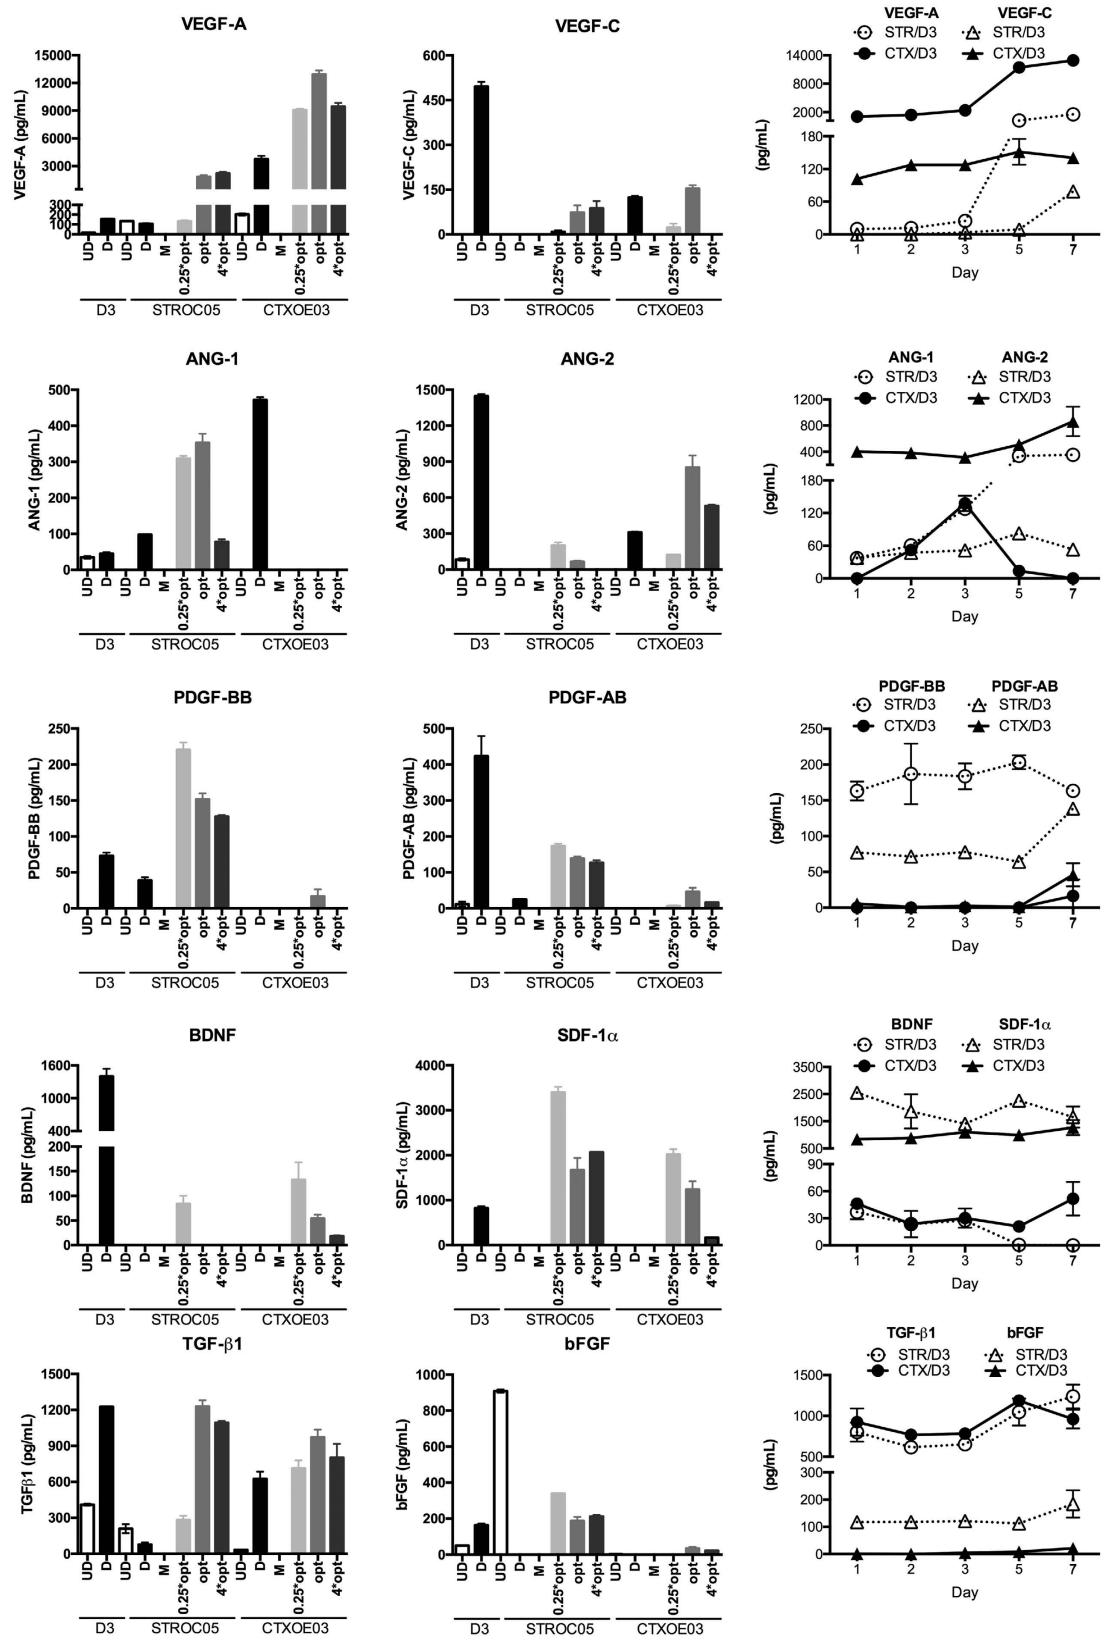 VEGF-A
VEGF-A (pg/mL)
15000
12000
9000
6000
3000
300
200
100
0
UD D UD D M 0.25*opt opt 4*opt UD D M 0.25*opt opt 4*opt
D3 STROC05 CTXOE03
VEGF-C
VEGF-C (pg/mL)
600
450
300
150
0
UD D UD D M 0.25*opt opt 4*opt UD D M 0.25*opt opt 4*opt
D3 STROC05 CTXOE03
VEGF-A VEGF-C
STR/D3 STR/D3
CTX/D3 CTX/D3
(pg/mL)
14000
8000
2000
180
120
60
0
1 2 3 5 7
Day
ANG-1
ANG-1 (pg/mL)
500
400
300
200
100
0
UD D UD D M 0.25*opt opt 4*opt UD D M 0.25*opt opt 4*opt
D3 STROC05 CTXOE03
ANG-2
ANG-2 (pg/mL)
1500
1200
900
600
300
0
UD D UD D M 0.25*opt opt 4*opt UD D M 0.25*opt opt 4*opt
D3 STROC05 CTXOE03
ANG-1 ANG-2
STR/D3 STR/D3
CTX/D3 CTX/D3
(pg/mL)
1200
800
400
180
120
60
0
1 2 3 5 7
Day
PDGF-BB
PDGF-BB (pg/mL)
250
200
150
100
50
0
UD D UD D M 0.25*opt opt 4*opt UD D M 0.25*opt opt 4*opt
D3 STROC05 CTXOE03
PDGF-AB
PDGF-AB (pg/mL)
500
400
300
200
100
0
UD D UD D M 0.25*opt opt 4*opt UD D M 0.25*opt opt 4*opt
D3 STROC05 CTXOE03
PDGF-BB PDGF-AB
STR/D3 STR/D3
CTX/D3 CTX/D3
(pg/mL)
250
200
150
100
50
0
1 2 3 5 7
Day
BDNF
BDNF (pg/mL)
1600
1000
400
200
150
100
50
0
UD D UD D M 0.25*opt opt 4*opt UD D M 0.25*opt opt 4*opt
D3 STROC05 CTXOE03
SDF-1α
SDF-1α (pg/mL)
4000
3000
2000
1000
0
UD D UD D M 0.25*opt opt 4*opt UD D M 0.25*opt opt 4*opt
D3 STROC05 CTXOE03
BDNF SDF-1α
STR/D3 STR/D3
CTX/D3 CTX/D3
(pg/mL)
3500
2500
1500
500
90
60
30
0
1 2 3 5 7
Day
TGF-β1
TGFβ1 (pg/mL)
1500
1200
900
600
300
0
UD D UD D M 0.25*opt opt 4*opt UD D M 0.25*opt opt 4*opt
D3 STROC05 CTXOE03
bFGF
bFGF (pg/mL)
1000
800
600
400
200
0
UD D UD D M 0.25*opt opt 4*opt UD D M 0.25*opt opt 4*opt
D3 STROC05 CTXOE03
TGF-β1 bFGF
STR/D3 STR/D3
CTX/D3 CTX/D3
(pg/mL)
1500
1000
500
300
200
100
0
1 2 3 5 7
Day